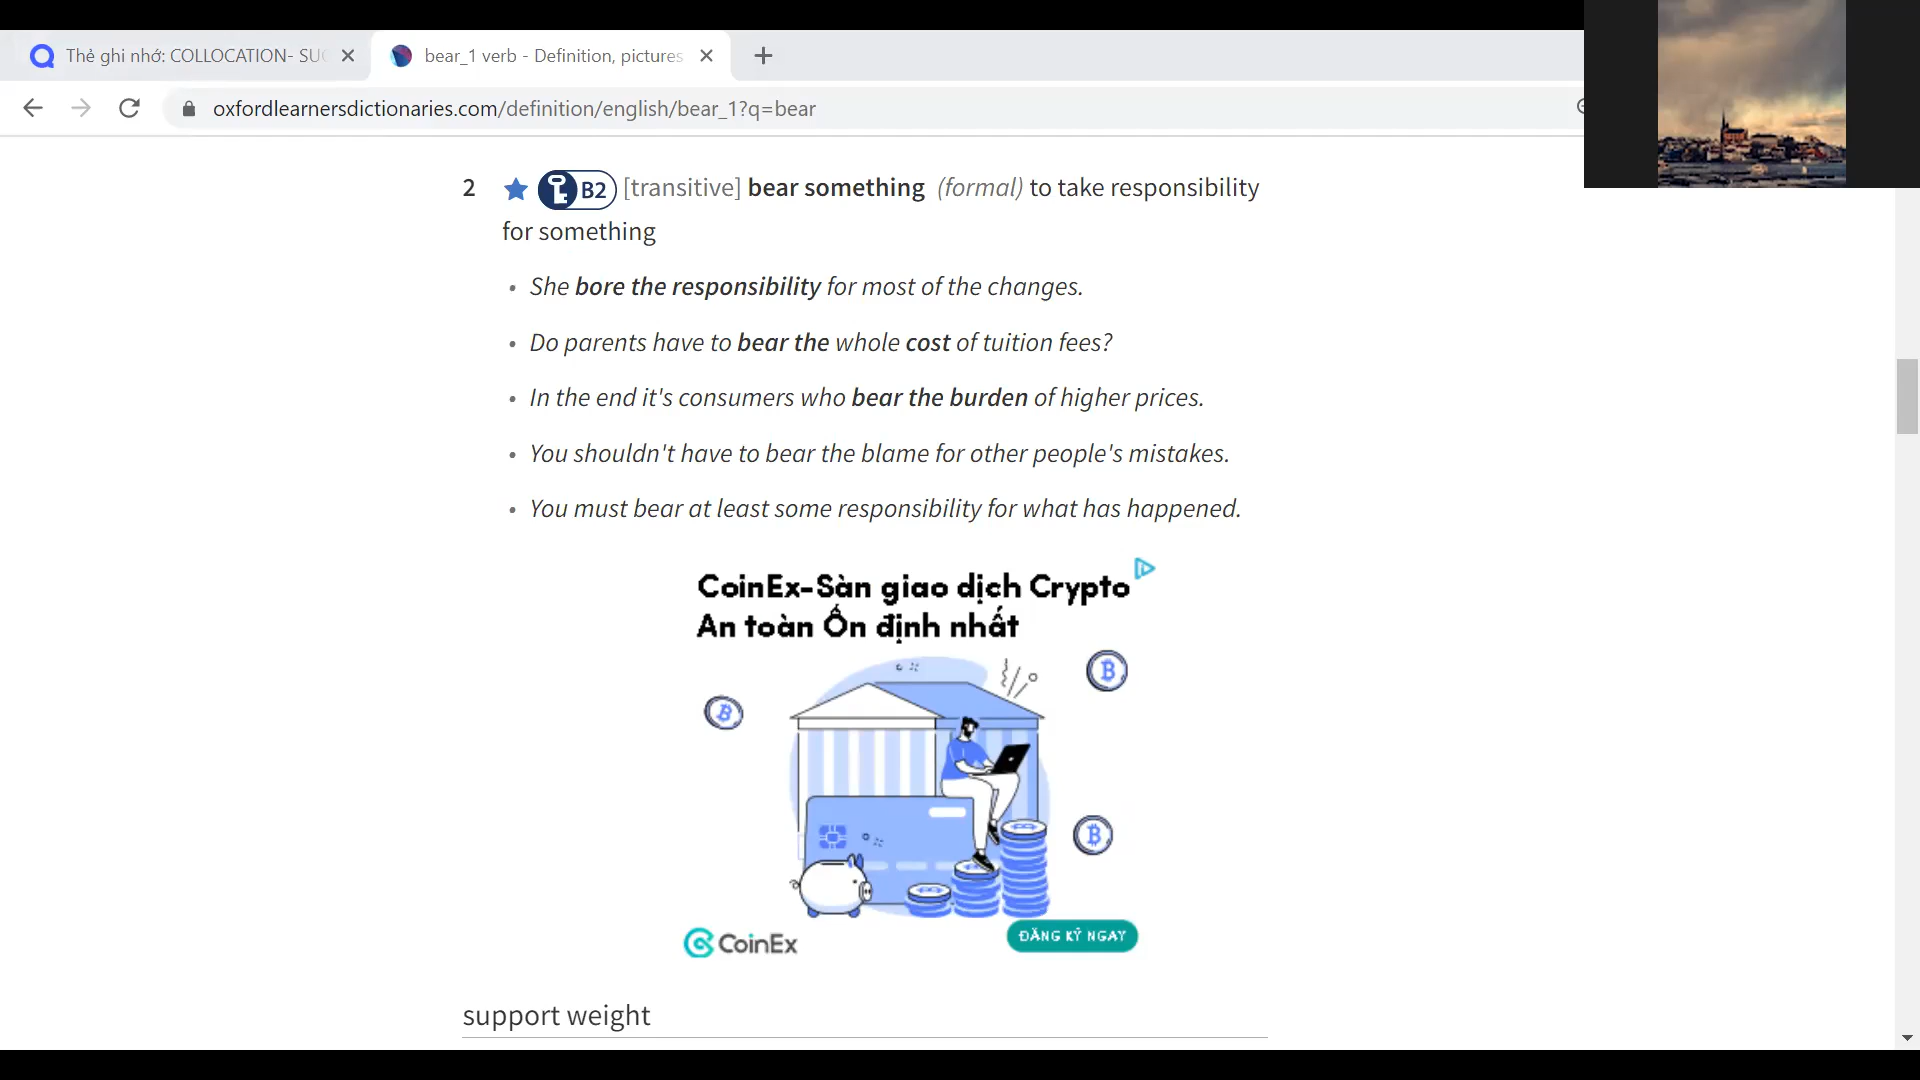 Thẻ ghi nhớ: COLLOCATION- SU
bear_1 verb - Definition, pictures
oxfordlearnersdictionaries.com/definition/english/bear_1?q=bear
2 B2 [transitive] bear something (formal) to take responsibility
for something
• She bore the responsibility for most of the changes.
• Do parents have to bear the whole cost of tuition fees?
• In the end it's consumers who bear the burden of higher prices.
• You shouldn't have to bear the blame for other people's mistakes.
• You must bear at least some responsibility for what has happened.
CoinEx-Sàn giao dịch Crypto
An toàn Ổn định nhất
CoinEx
ĐĂNG KÝ NGAY
support weight